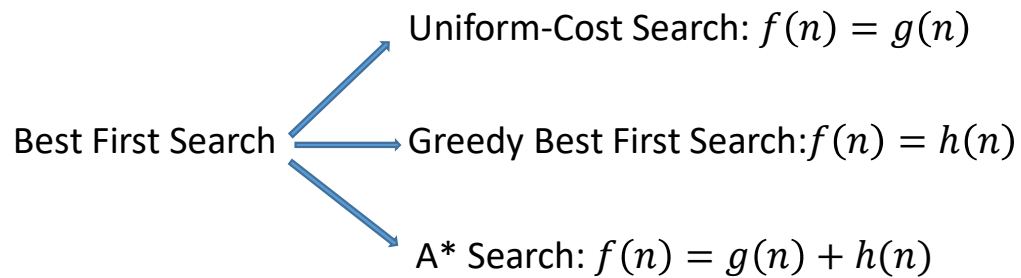 Uniform-Cost Search: f(n) = g(n)
Best First Search
Greedy Best First Search:f(n) = h(n)
A* Search: f(n) = g(n) + h(n)